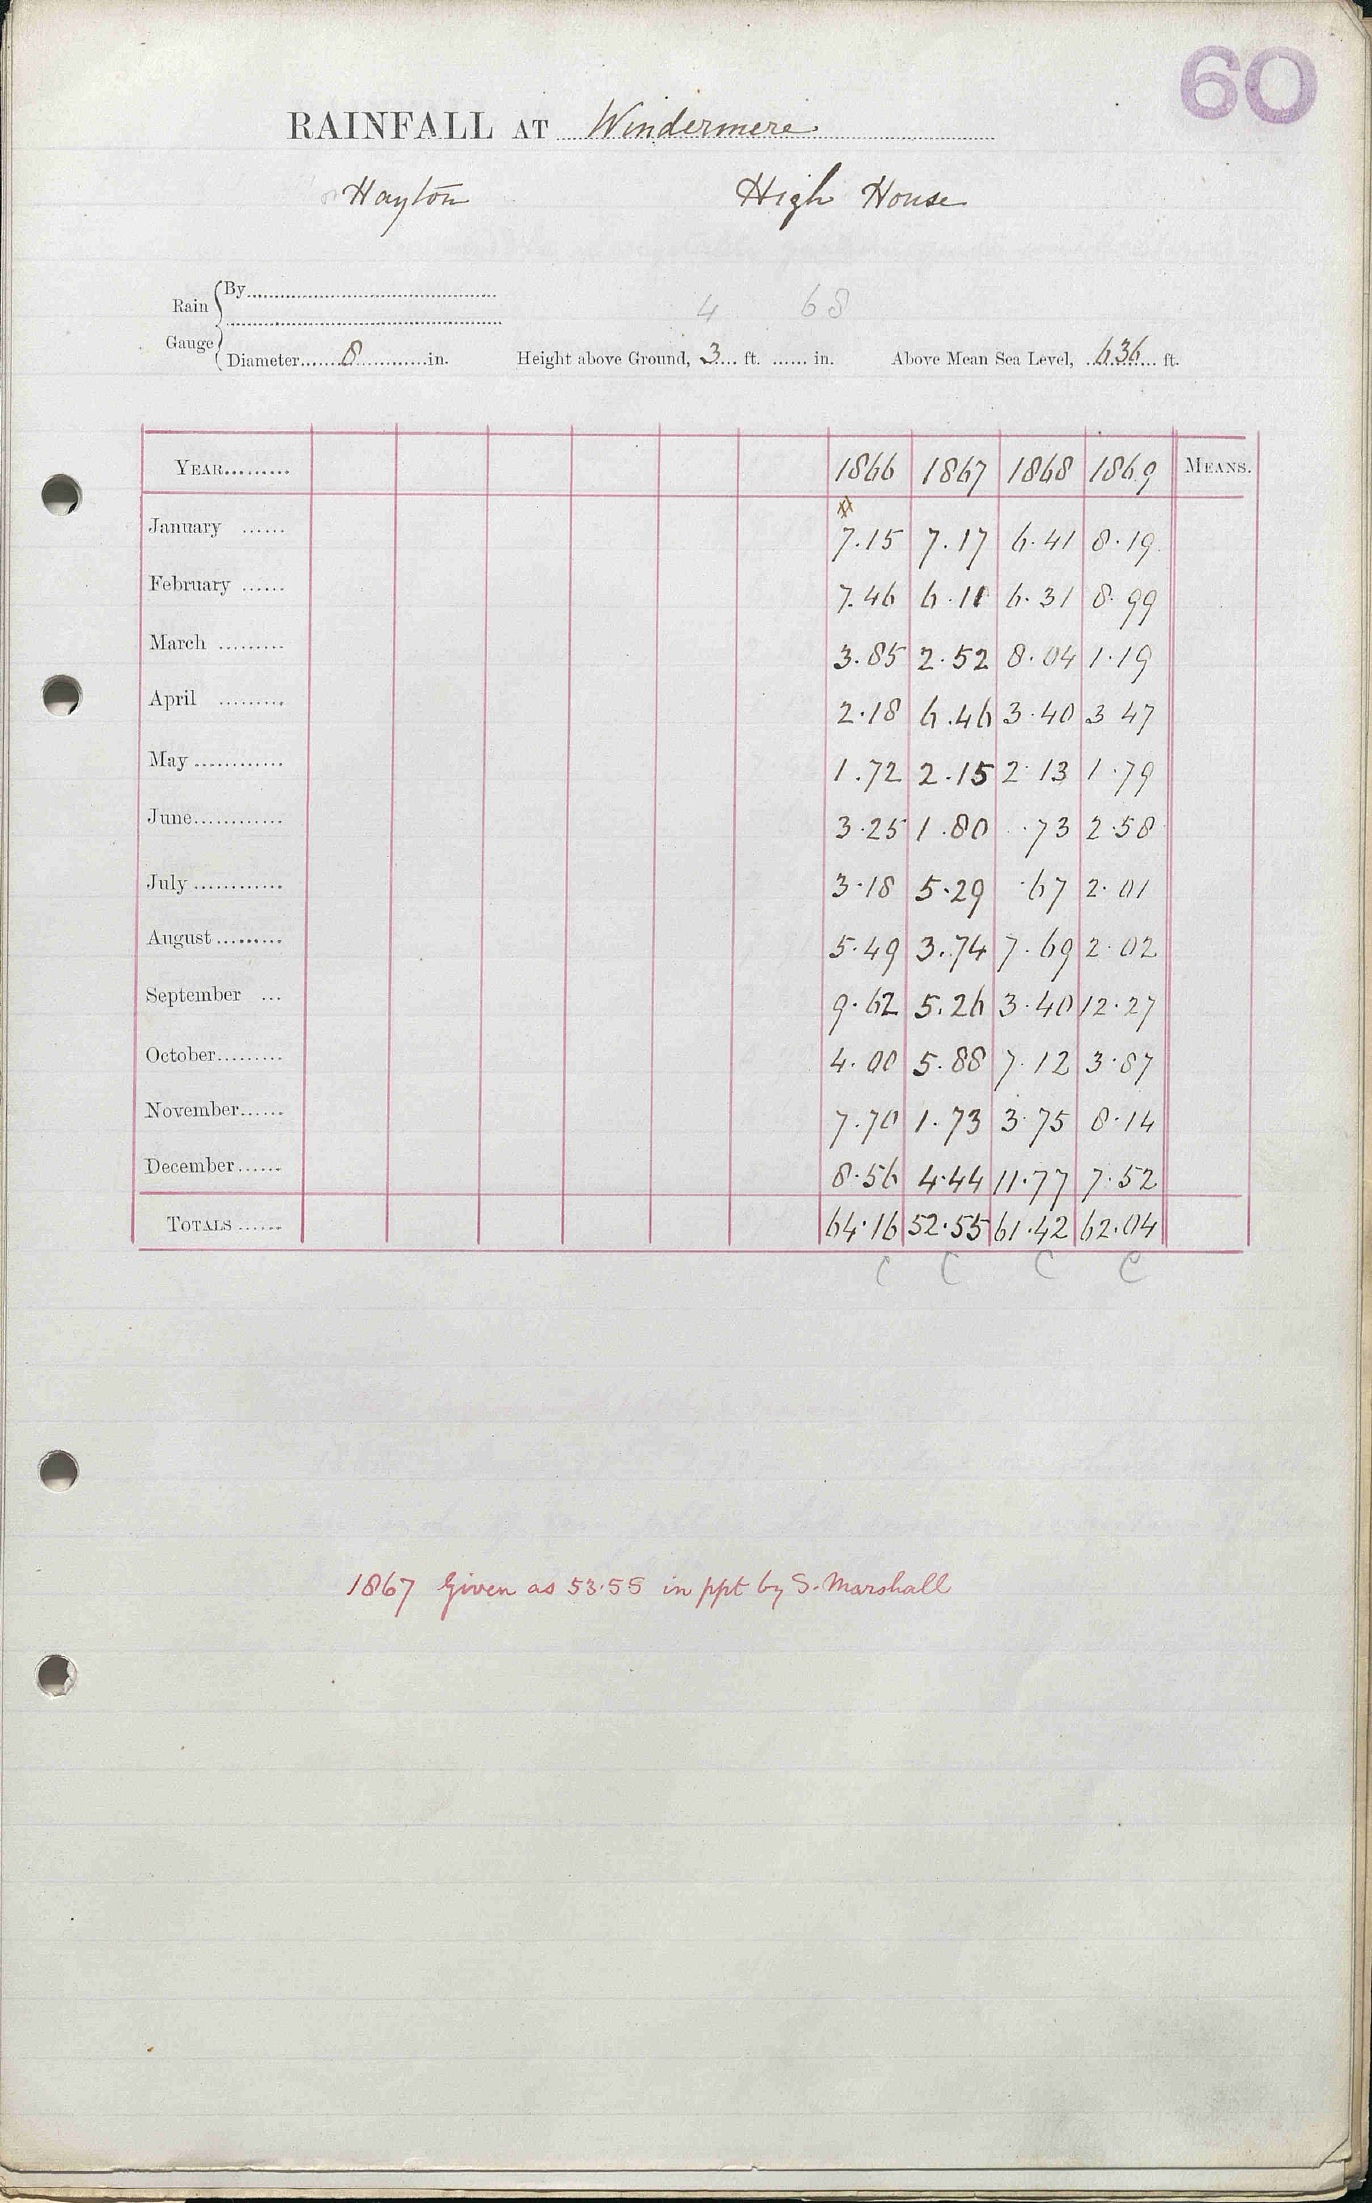 60
RAINFALL AT Windermere
Hayton High House
4 68
Rain Gauge
By
Diameter 8 in. Height above Ground, 3 ft. in. Above Mean Sea Level, 636 ft.
YEAR 1866 1867 1868 1869 MEANS.
January 7.15 7.17 6.41 8.19
February 7.46 6.11 6.31 8.99
March 3.85 2.52 8.04 1.19
April 2.18 6.46 3.40 3 47
May 1.72 2.15 2.13 1.79
June 3.25 1.80 .73 2.58
July 3.18 5.29 .67 2.01
August 5.49 3.74 7.69 2.02
September 9.62 5.26 3.40 12.27
October 4.00 5.88 7.12 3.87
November 7.70 1.73 3.75 8.14
December 8.56 4.44 11.77 7.52
TOTALS 64.16 52.55 61.42 62.04
C C C C
1867 Given as 53.55 in ppt by S. Marshall